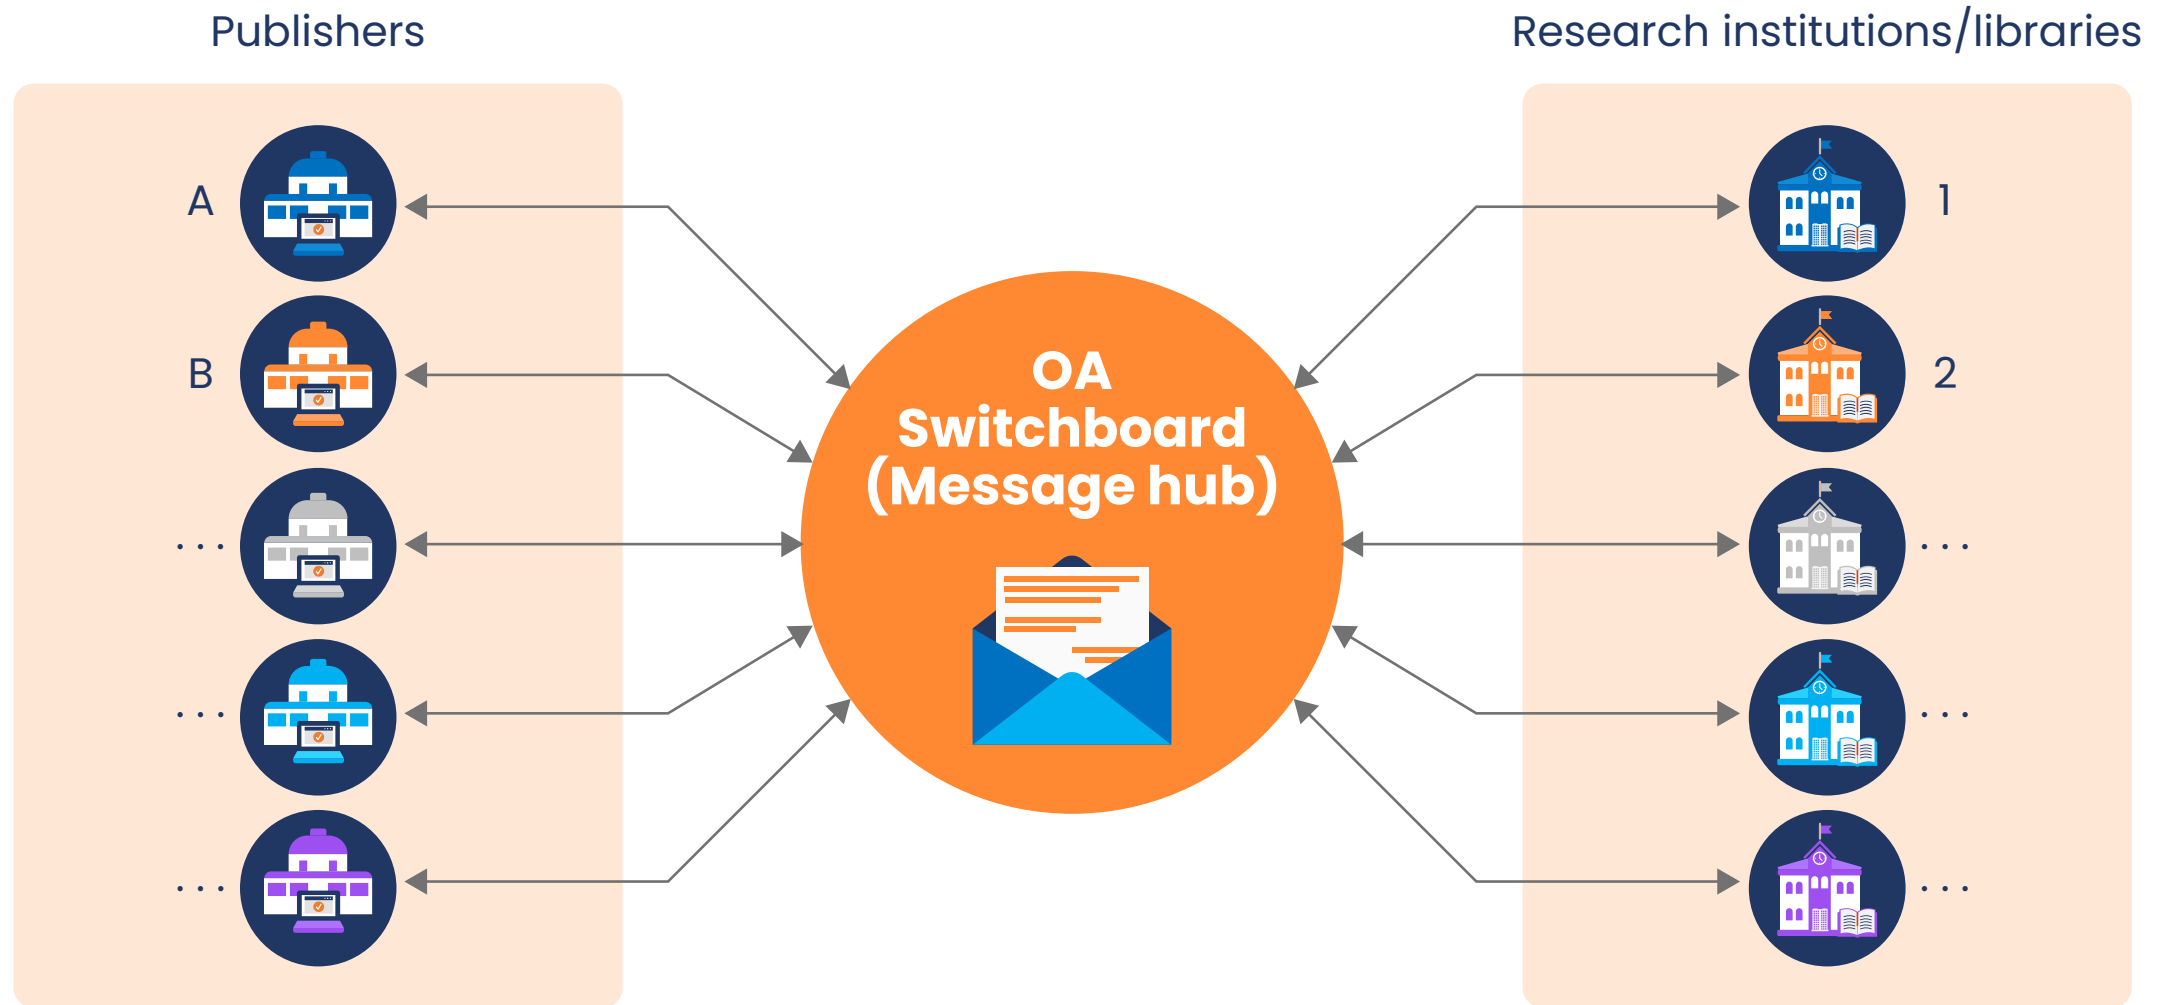 Publishers
Research institutions/libraries
A
B
...
...
...
OA
Switchboard
(Message hub)
1
2
...
...
...